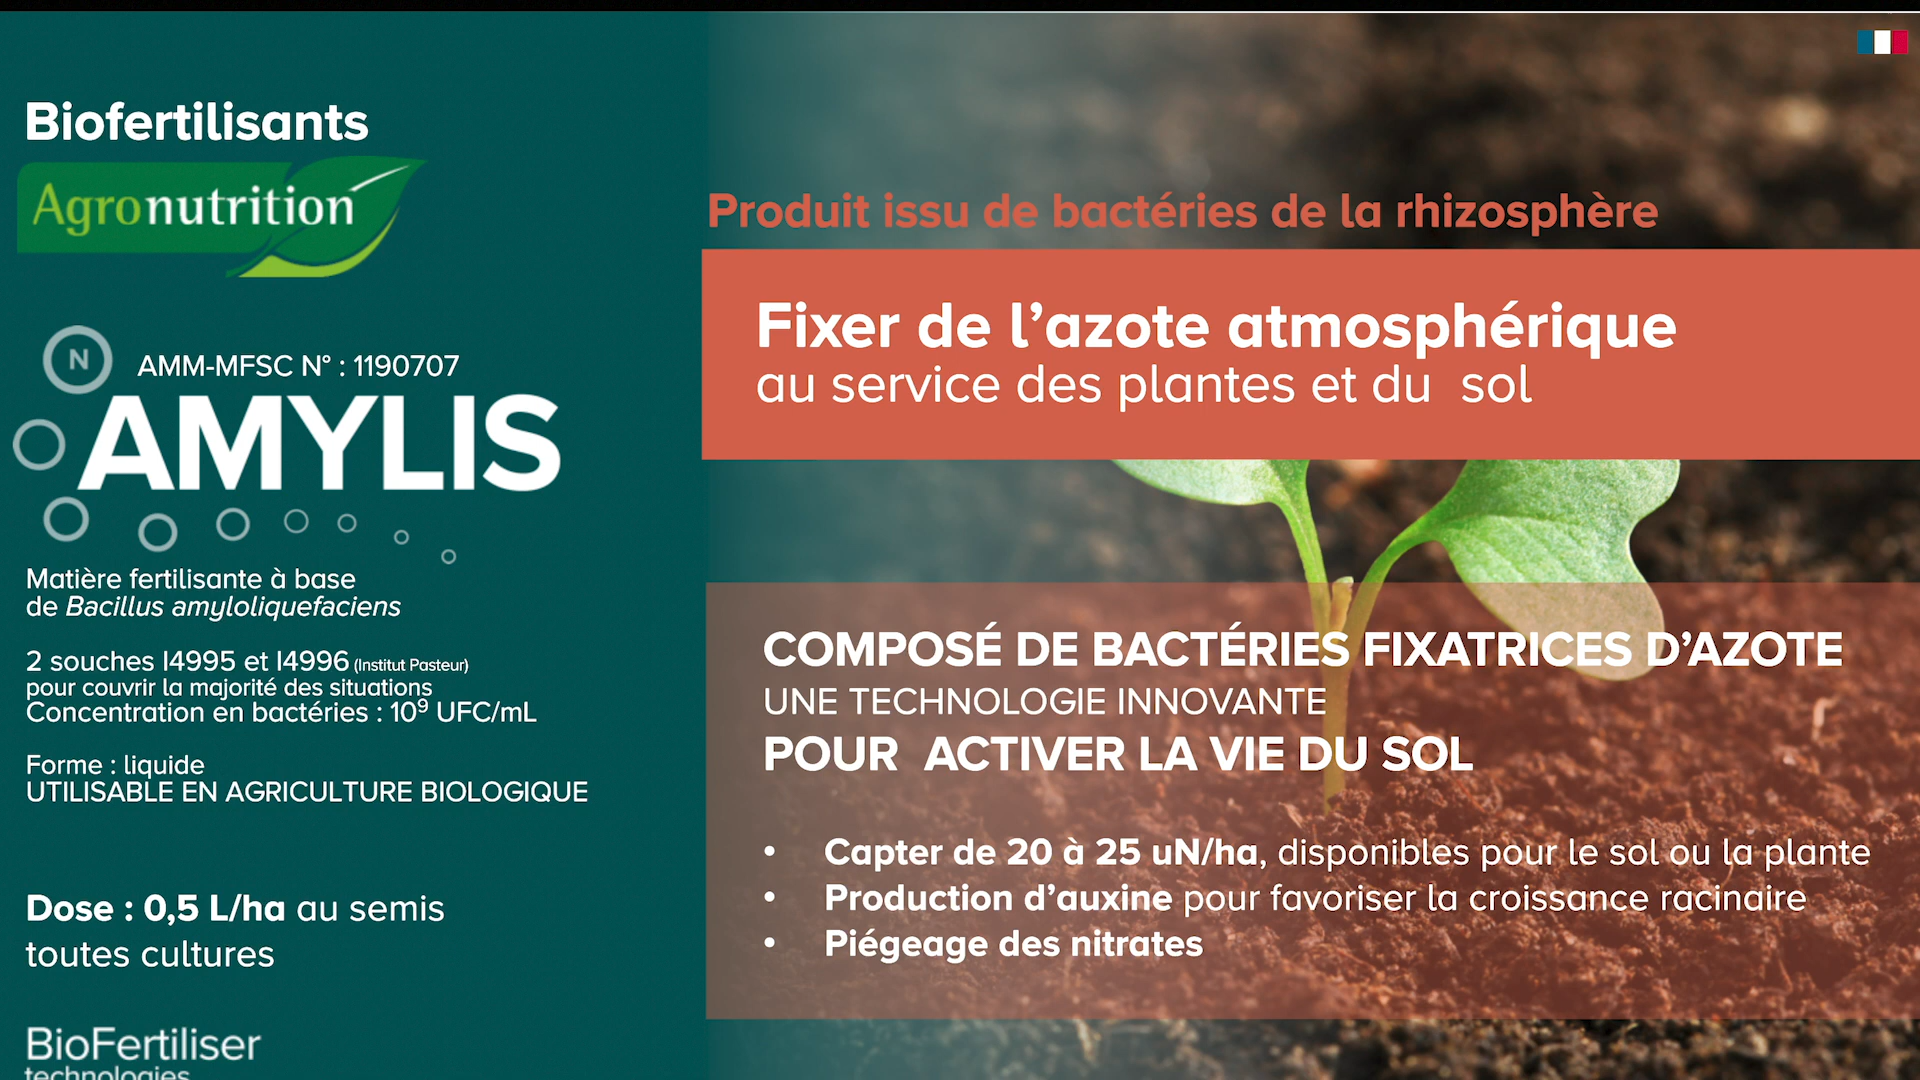 Biofertilisants
Agronutrition
N
AMM-MFSC N° : 1190707
AMYLIS
Matière fertilisante à base
de Bacillus amyloliquefaciens
2 souches I4995 et I4996 (Institut Pasteur)
pour couvrir la majorité des situations
Concentration en bactéries : 10⁹ UFC/mL
Forme : liquide
UTILISABLE EN AGRICULTURE BIOLOGIQUE
Dose : 0,5 L/ha au semis
toutes cultures
BioFertiliser
technologies
Produit issu de bactéries de la rhizosphère
Fixer de l’azote atmosphérique
au service des plantes et du sol
COMPOSÉ DE BACTÉRIES FIXATRICES D’AZOTE
UNE TECHNOLOGIE INNOVANTE
POUR ACTIVER LA VIE DU SOL
• Capter de 20 à 25 uN/ha, disponibles pour le sol ou la plante
• Production d’auxine pour favoriser la croissance racinaire
• Piégeage des nitrates